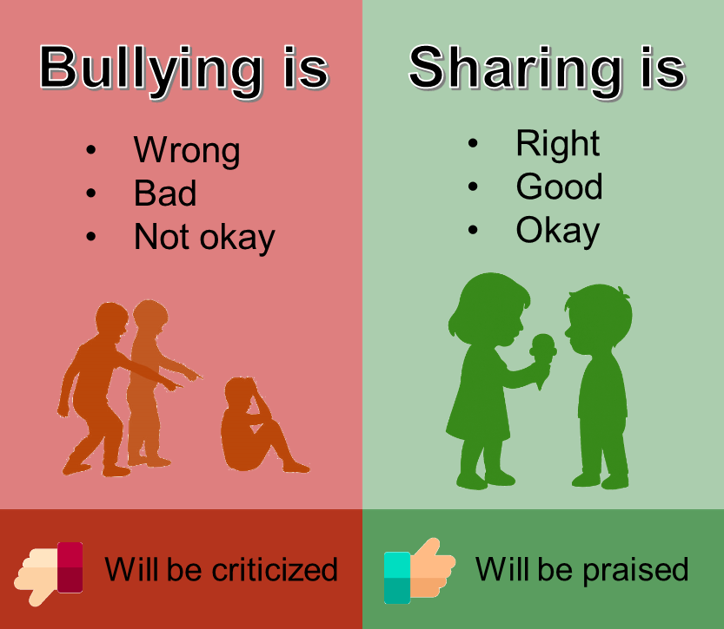 Bullying is
• Wrong
• Bad
• Not okay
Will be criticized
Sharing is
• Right
• Good
• Okay
Will be praised